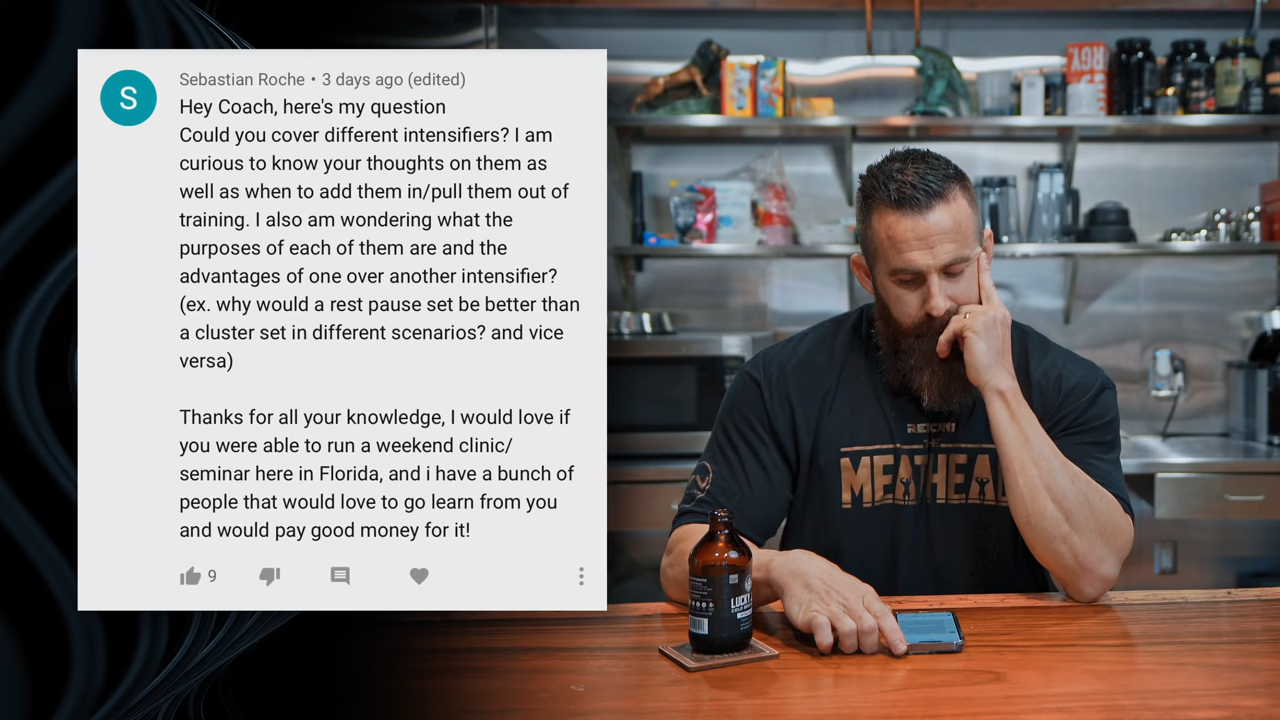 Sebastian Roche • 3 days ago (edited)
S
Hey Coach, here's my question
Could you cover different intensifiers? I am
curious to know your thoughts on them as
well as when to add them in/pull them out of
training. I also am wondering what the
purposes of each of them are and the
advantages of one over another intensifier?
(ex. why would a rest pause set be better than
a cluster set in different scenarios? and vice
versa)
Thanks for all your knowledge, I would love if
you were able to run a weekend clinic/
seminar here in Florida, and i have a bunch of
people that would love to go learn from you
and would pay good money for it!
9
RGY.
THE
MEATHEA
LUCKY